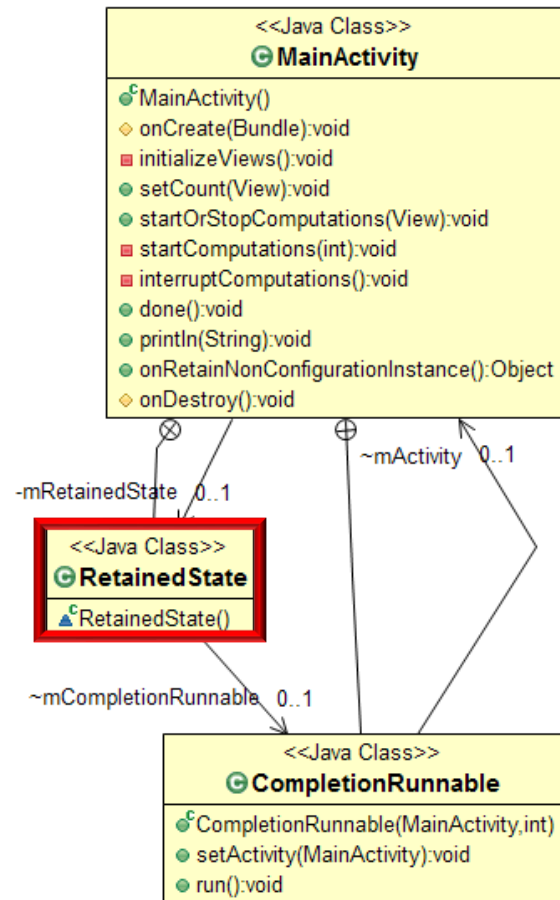 <<Java Class>>
C MainActivity
C MainActivity()
onCreate(Bundle):void
initializeViews():void
setCount(View):void
startOrStopComputations(View):void
startComputations(int):void
interruptComputations():void
done():void
println(String):void
onRetainNonConfigurationInstance():Object
onDestroy():void
~mActivity 0..1
-mRetainedState 0..1
<<Java Class>>
C RetainedState
C RetainedState()
~mCompletionRunnable 0..1
<<Java Class>>
C CompletionRunnable
C CompletionRunnable(MainActivity,int)
setActivity(MainActivity):void
run():void